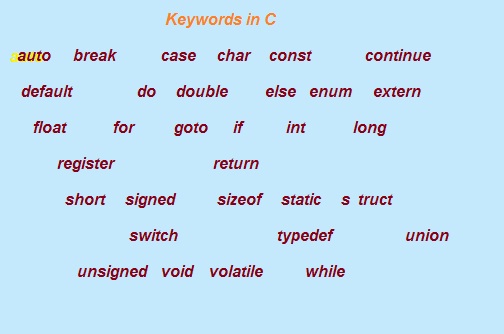 Keywords in C
auto break case char const continue
default do double else enum extern
float for goto if int long
register return
short signed sizeof static s truct
switch typedef union
unsigned void volatile while